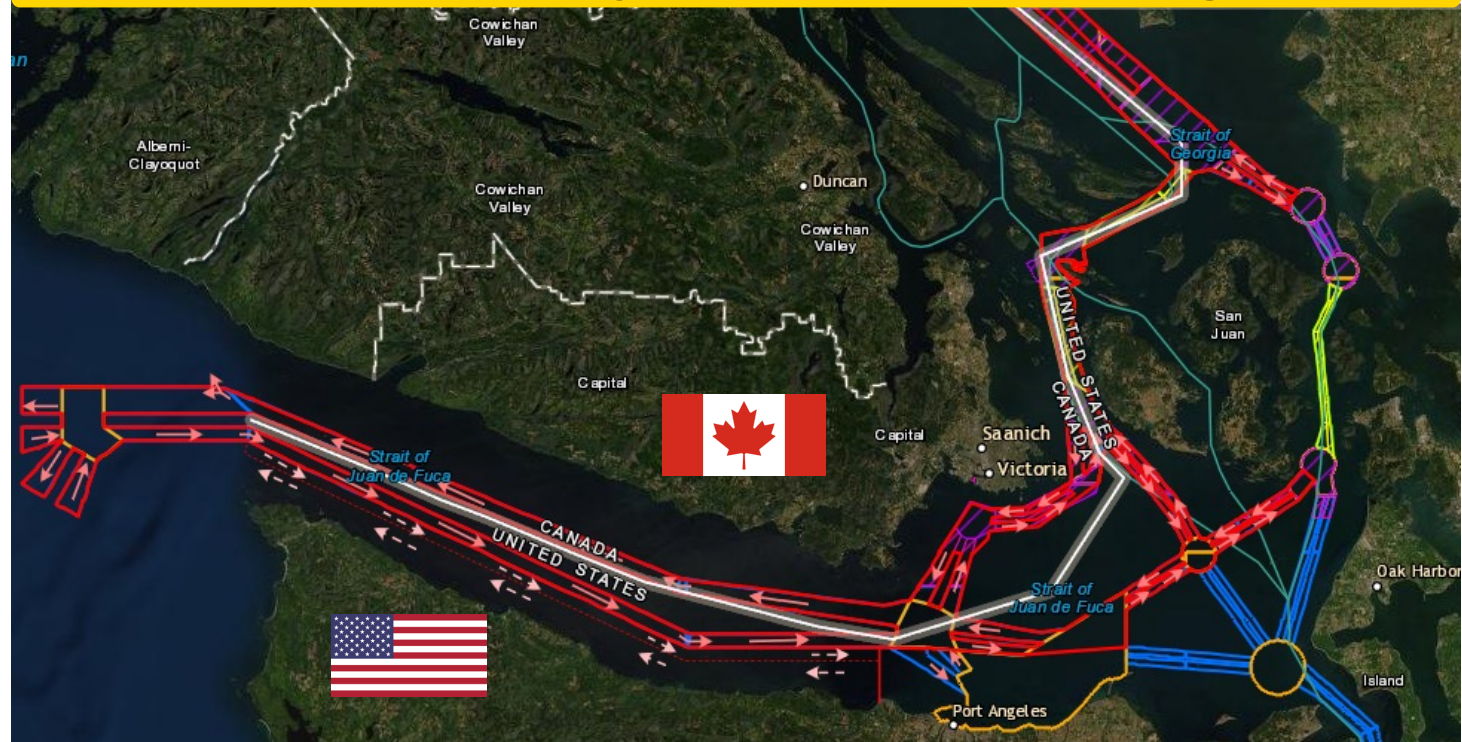 Cowichan
Valley
an
Strait of
Georgia
Alberni-
Clayoquot
Duncan
Cowichan
Valley
Cowichan
Valley
UNITED STATES
CANADA
San
Juan
Capital
Capital
Saanich
Victoria
Strait of
Juan de Fuca
CANADA
UNITED STATES
Oak Harbor
Strait of
Juan de Fuca
Island
Port Angeles